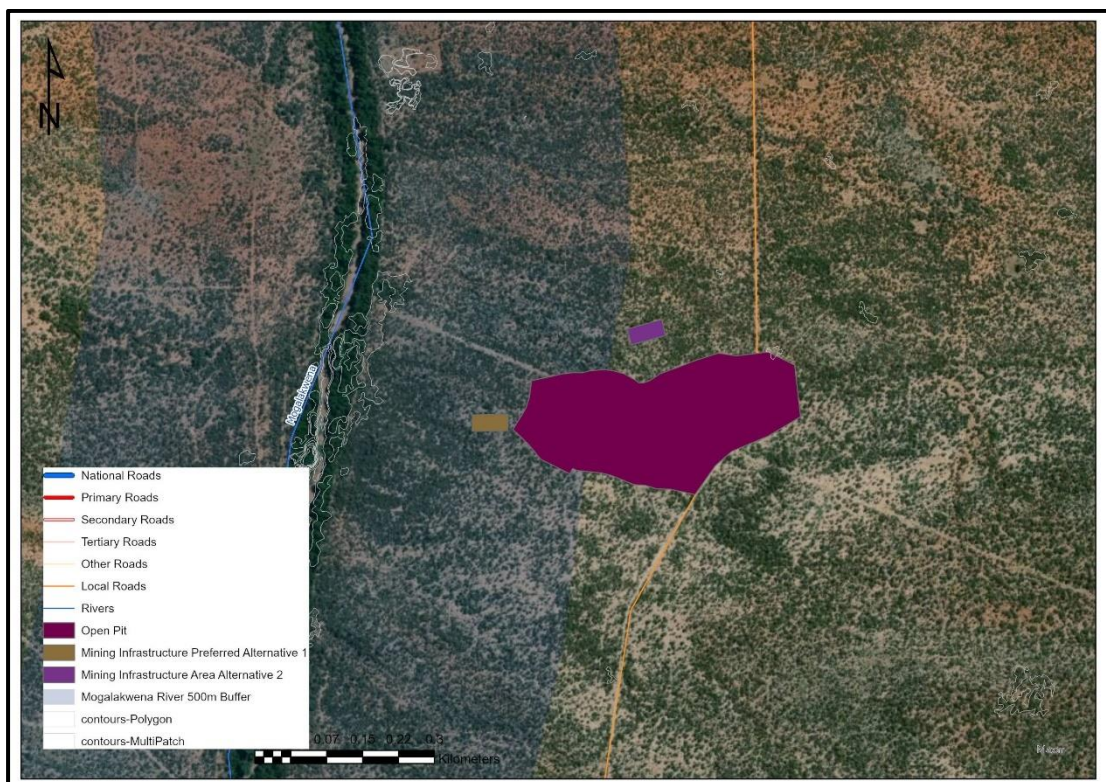 N
Mogalakwena
National Roads
Primary Roads
Secondary Roads
Tertiary Roads
Other Roads
Local Roads
Rivers
Open Pit
Mining Infrastructure Preferred Alternative 1
Mining Infrastructure Area Alternative 2
Mogalakwena River 500m Buffer
contours-Polygon
contours-MultiPatch
0.07 0.15 0.22 0.3
Kilometers